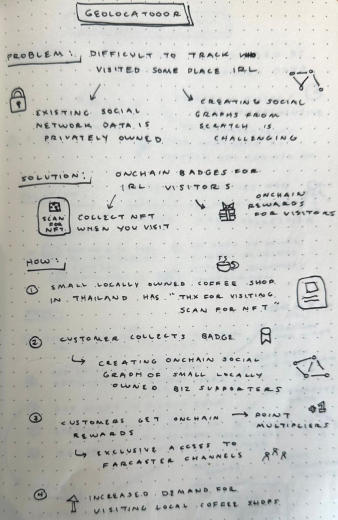 GEOLOCATOOOR
PROBLEM: DIFFICULT TO TRACK WHO
VISITED SOME PLACE IRL.
EXISTING SOCIAL
NETWORK DATA IS
PRIVATELY OWNED
CREATING SOCIAL
GRAPHS FROM
SCRATCH IS
CHALLENGING
SOLUTION: ONCHAIN BADGES FOR
IRL VISITORS
SCAN
FOR
NFT
COLLECT NFT
WHEN YOU VISIT
ONCHAIN
REWARDS
FOR VISITORS
HOW:
① SMALL LOCALLY OWNED COFFEE SHOP
IN THAILAND HAS "THX FOR VISITING
SCAN FOR NFT"
② CUSTOMER COLLECTS BADGE
CREATING ONCHAIN SOCIAL
GRAPH OF SMALL LOCALLY
OWNED BIZ SUPPORTERS
③ CUSTOMERS GET ONCHAIN → POINT
REWARDS MULTIPLIERS
EXCLUSIVE ACCESS TO
FARCASTER CHANNELS
④ INCREASED DEMAND FOR
VISITING LOCAL COFFEE SHOPS